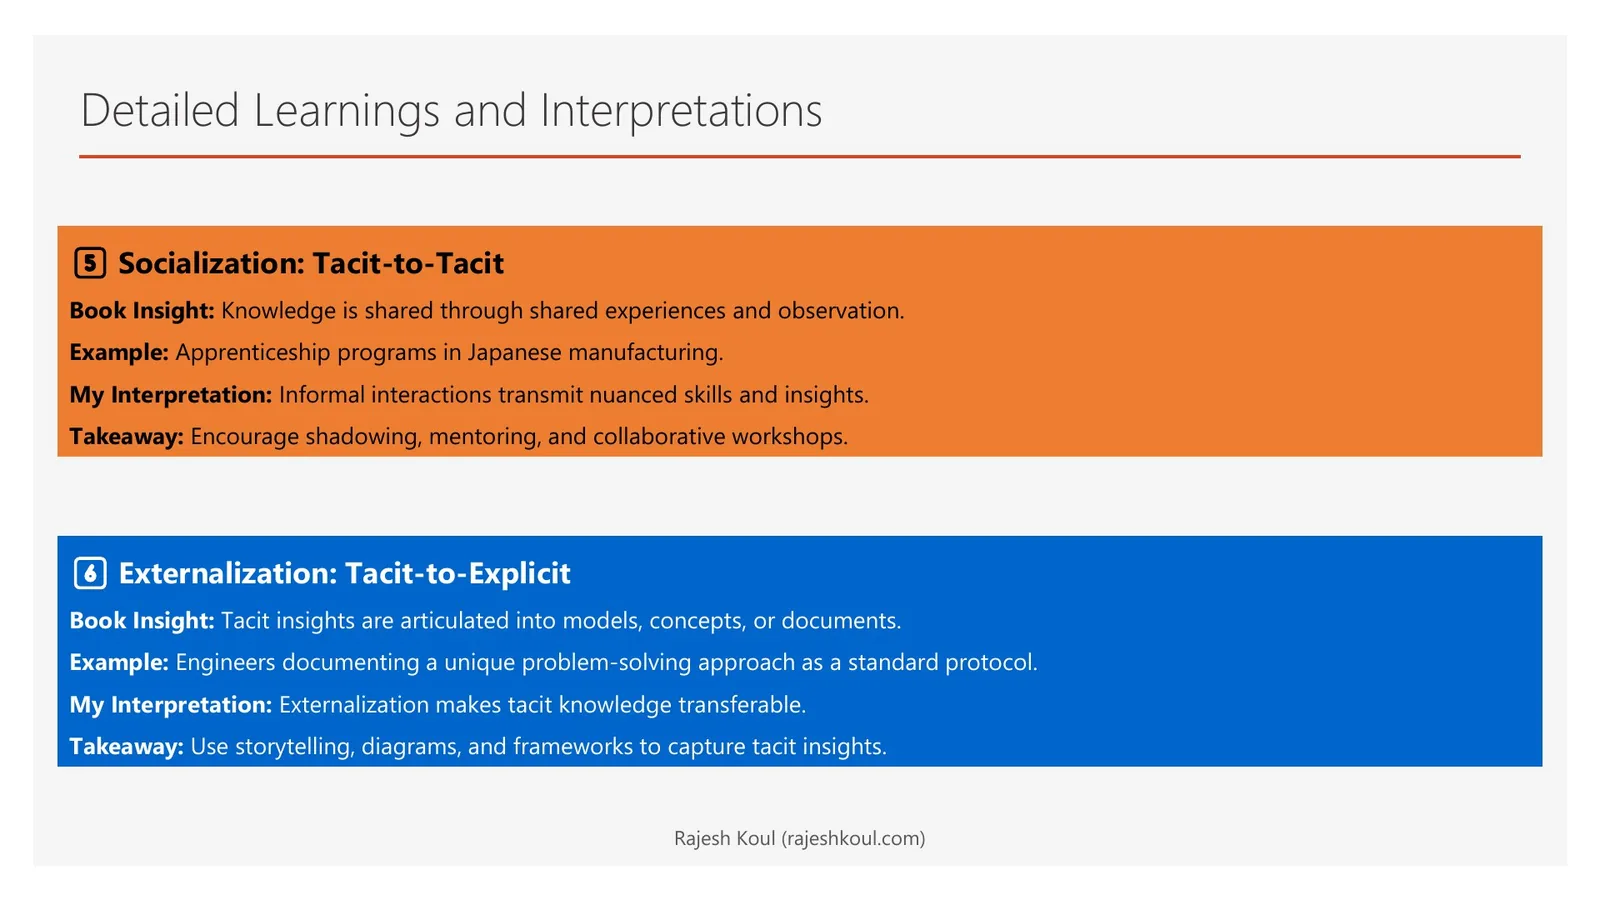 Detailed Learnings and Interpretations
5 Socialization: Tacit-to-Tacit
Book Insight: Knowledge is shared through shared experiences and observation.
Example: Apprenticeship programs in Japanese manufacturing.
My Interpretation: Informal interactions transmit nuanced skills and insights.
Takeaway: Encourage shadowing, mentoring, and collaborative workshops.
6 Externalization: Tacit-to-Explicit
Book Insight: Tacit insights are articulated into models, concepts, or documents.
Example: Engineers documenting a unique problem-solving approach as a standard protocol.
My Interpretation: Externalization makes tacit knowledge transferable.
Takeaway: Use storytelling, diagrams, and frameworks to capture tacit insights.
Rajesh Koul (rajeshkoul.com)